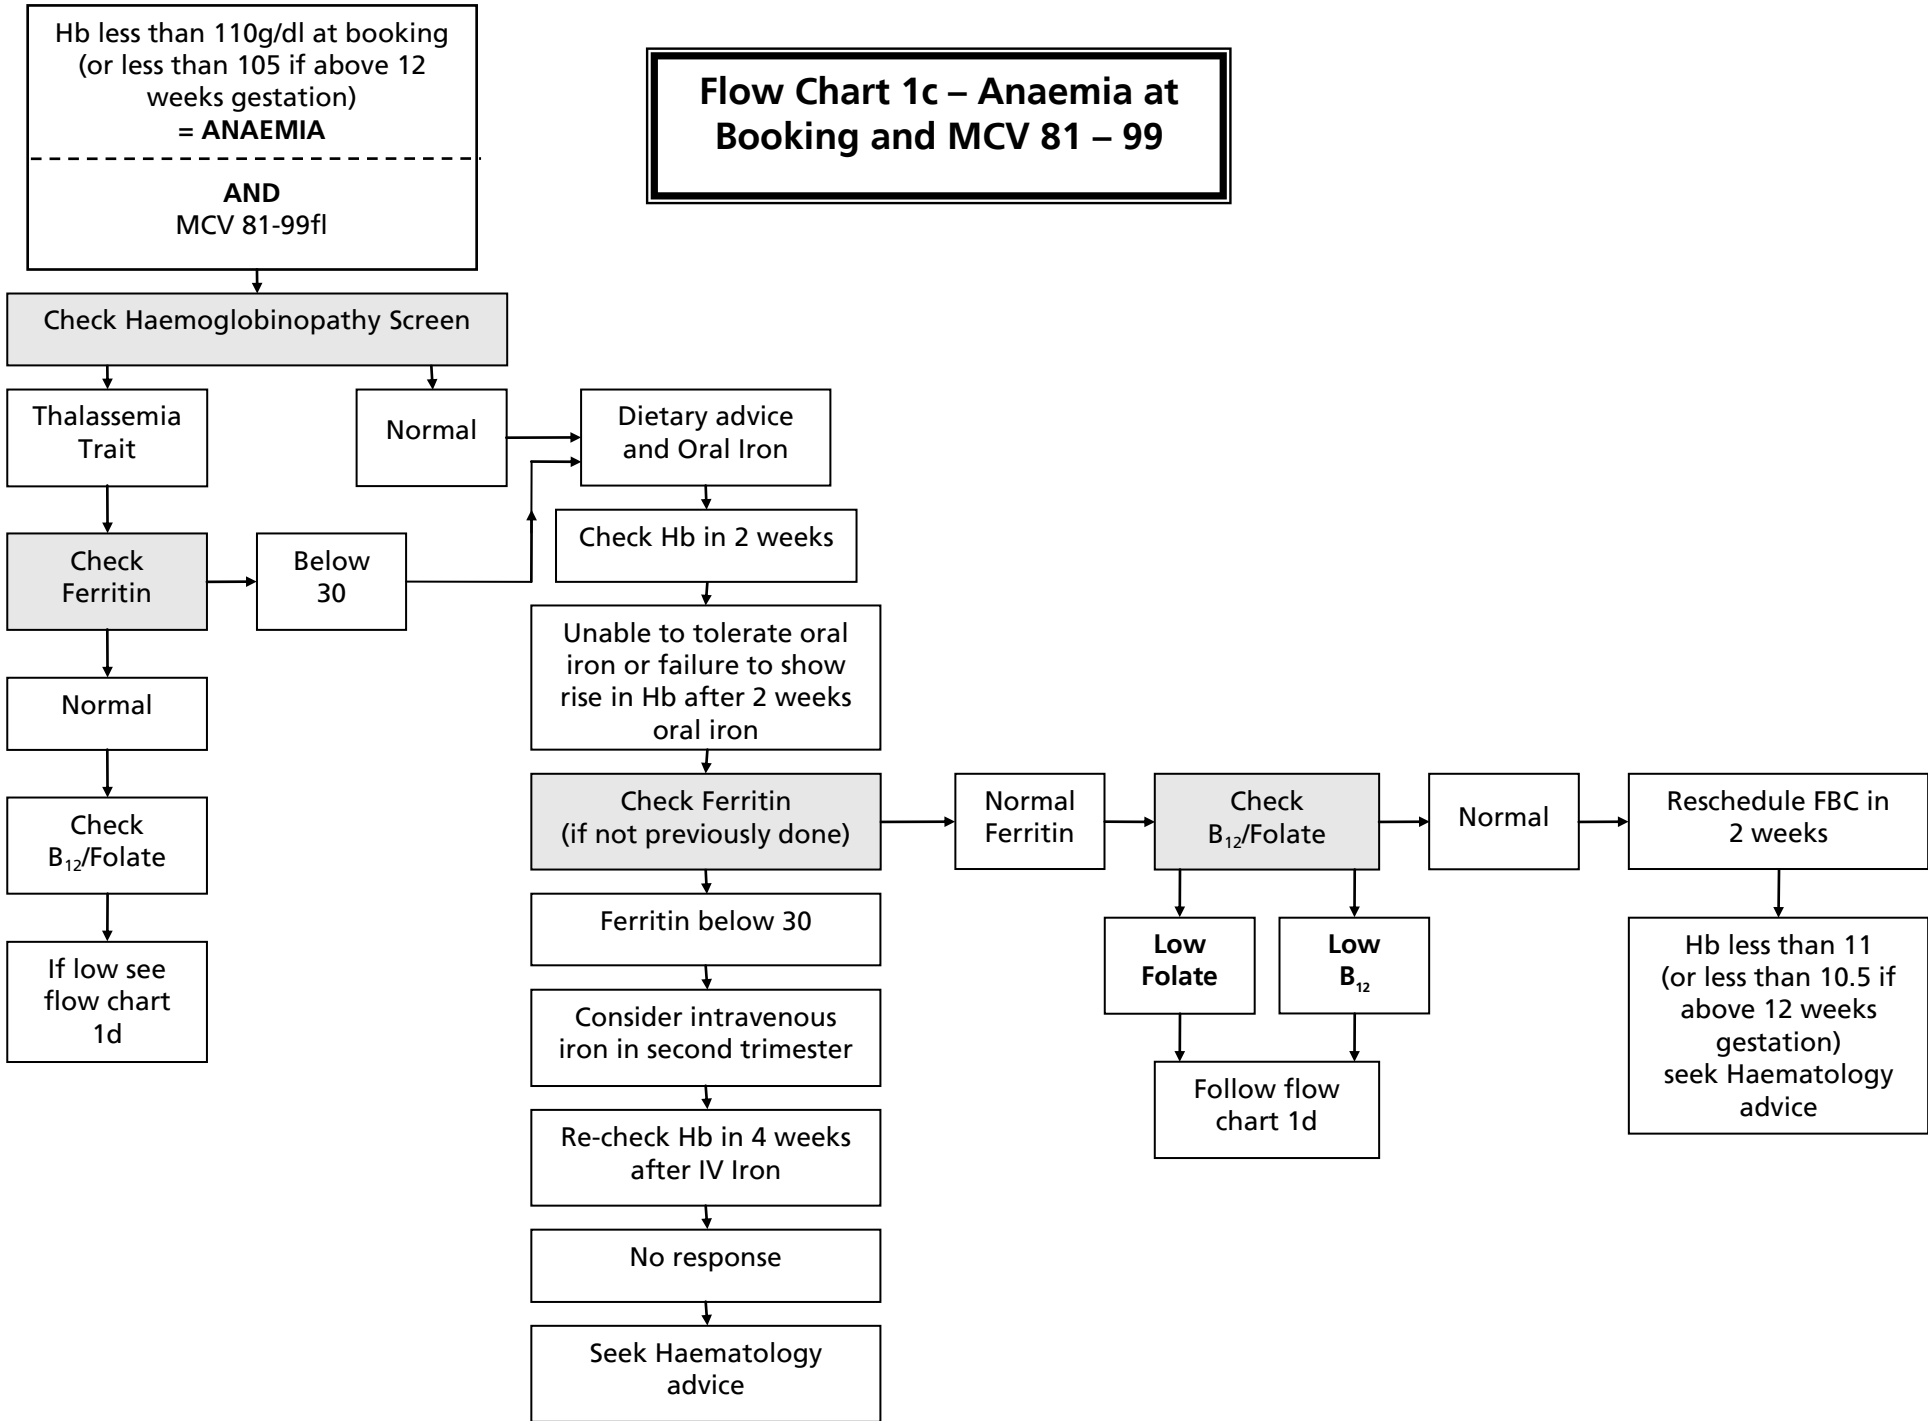 Hb less than 110g/dl at booking
(or less than 105 if above 12
weeks gestation)
= ANAEMIA
AND
MCV 81-99fl
Flow Chart 1c – Anaemia at
Booking and MCV 81 – 99
Check Haemoglobinopathy Screen
Thalassemia
Trait
Normal
Dietary advice
and Oral Iron
Check Hb in 2 weeks
Check
Ferritin
Below
30
Unable to tolerate oral
iron or failure to show
rise in Hb after 2 weeks
oral iron
Normal
Check
B₁₂/Folate
If low see
flow chart
1d
Check Ferritin
(if not previously done)
Normal
Ferritin
Check
B₁₂/Folate
Normal
Reschedule FBC in
2 weeks
Ferritin below 30
Low
Folate
Low
B₁₂
Hb less than 11
(or less than 10.5 if
above 12 weeks
gestation)
seek Haematology
advice
Consider intravenous
iron in second trimester
Follow flow
chart 1d
Re-check Hb in 4 weeks
after IV Iron
No response
Seek Haematology
advice